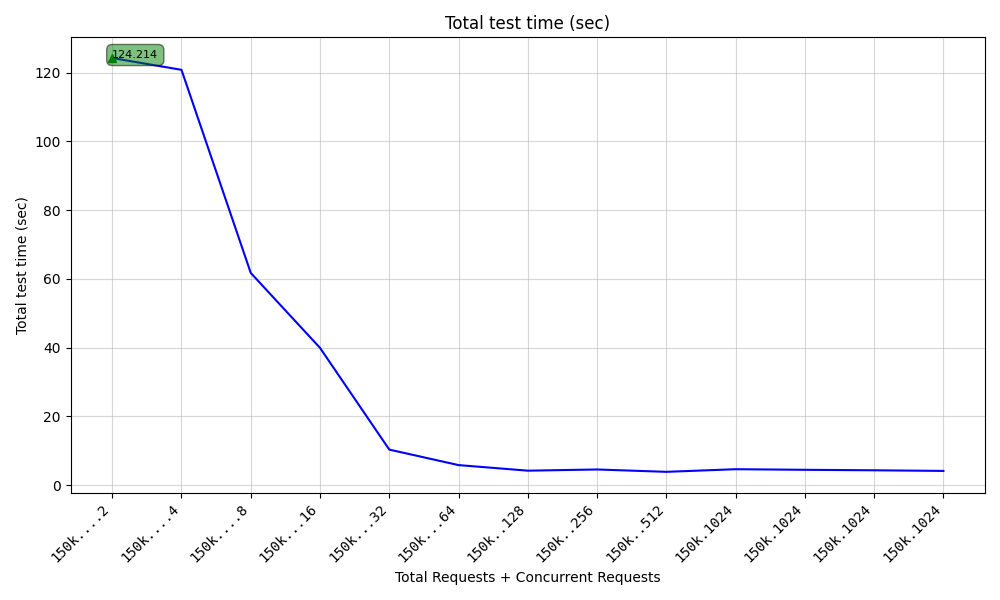 Total test time (sec)
124.214
120
100
80
60
40
20
0
Total test time (sec)
150k....2
150k....4
150k....8
150k...16
150k...32
150k...64
150k..128
150k..256
150k..512
150k.1024
150k.1024
150k.1024
150k.1024
Total Requests + Concurrent Requests